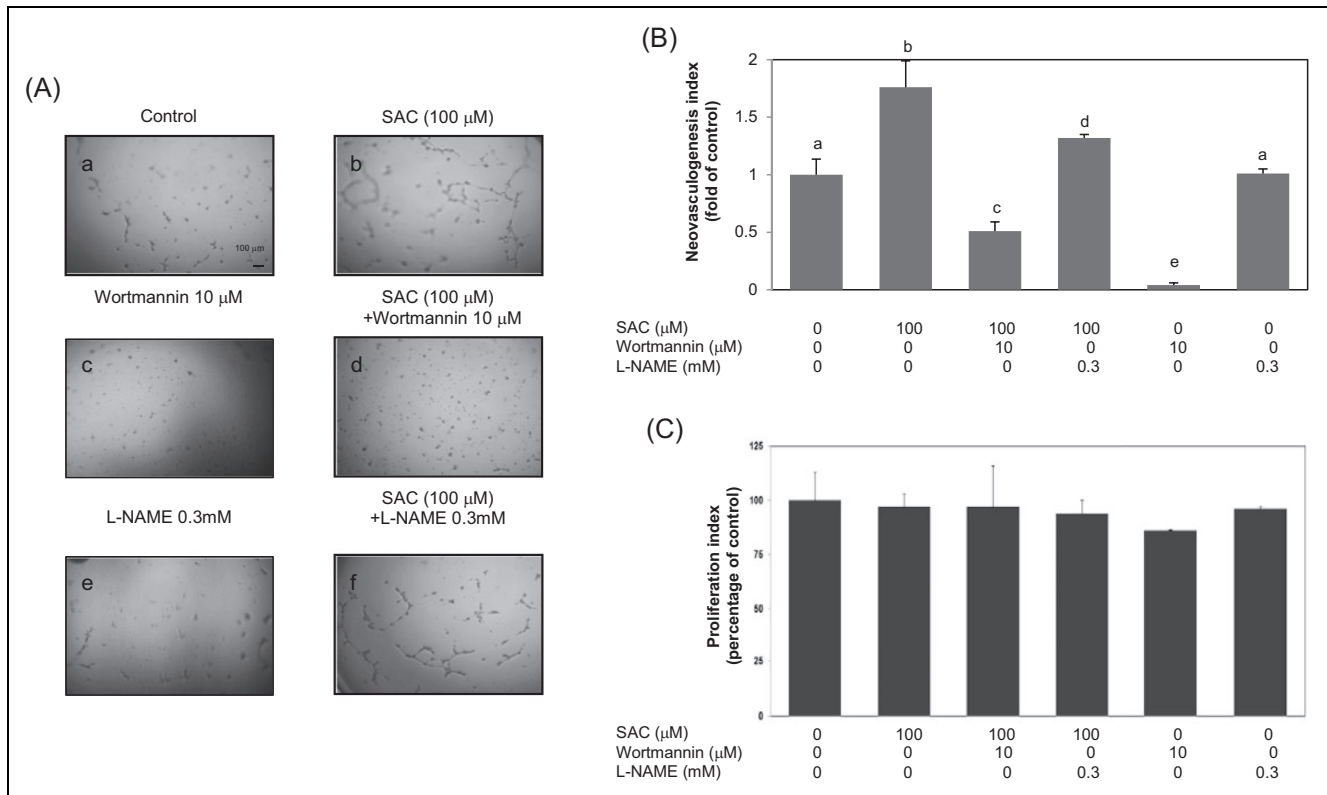 (A)
Control
SAC (100 μM)
a
100 μm
b
Wortmannin 10 μM
SAC (100 μM)
+Wortmannin 10 μM
c
d
L-NAME 0.3mM
SAC (100 μM)
+L-NAME 0.3mM
e
f
(B)
Neovasculogenesis index
(fold of control)
2
1.5
1
0.5
0
a
b
c
d
e
a
SAC (μM) 0 100 100 100 0 0
Wortmannin (μM) 0 0 10 0 10 0
L-NAME (mM) 0 0 0 0.3 0 0.3
(C)
Proliferation index
(percentage of control)
125
100
75
50
25
0
SAC (μM) 0 100 100 100 0 0
Wortmannin (μM) 0 0 10 0 10 0
L-NAME (mM) 0 0 0 0.3 0 0.3